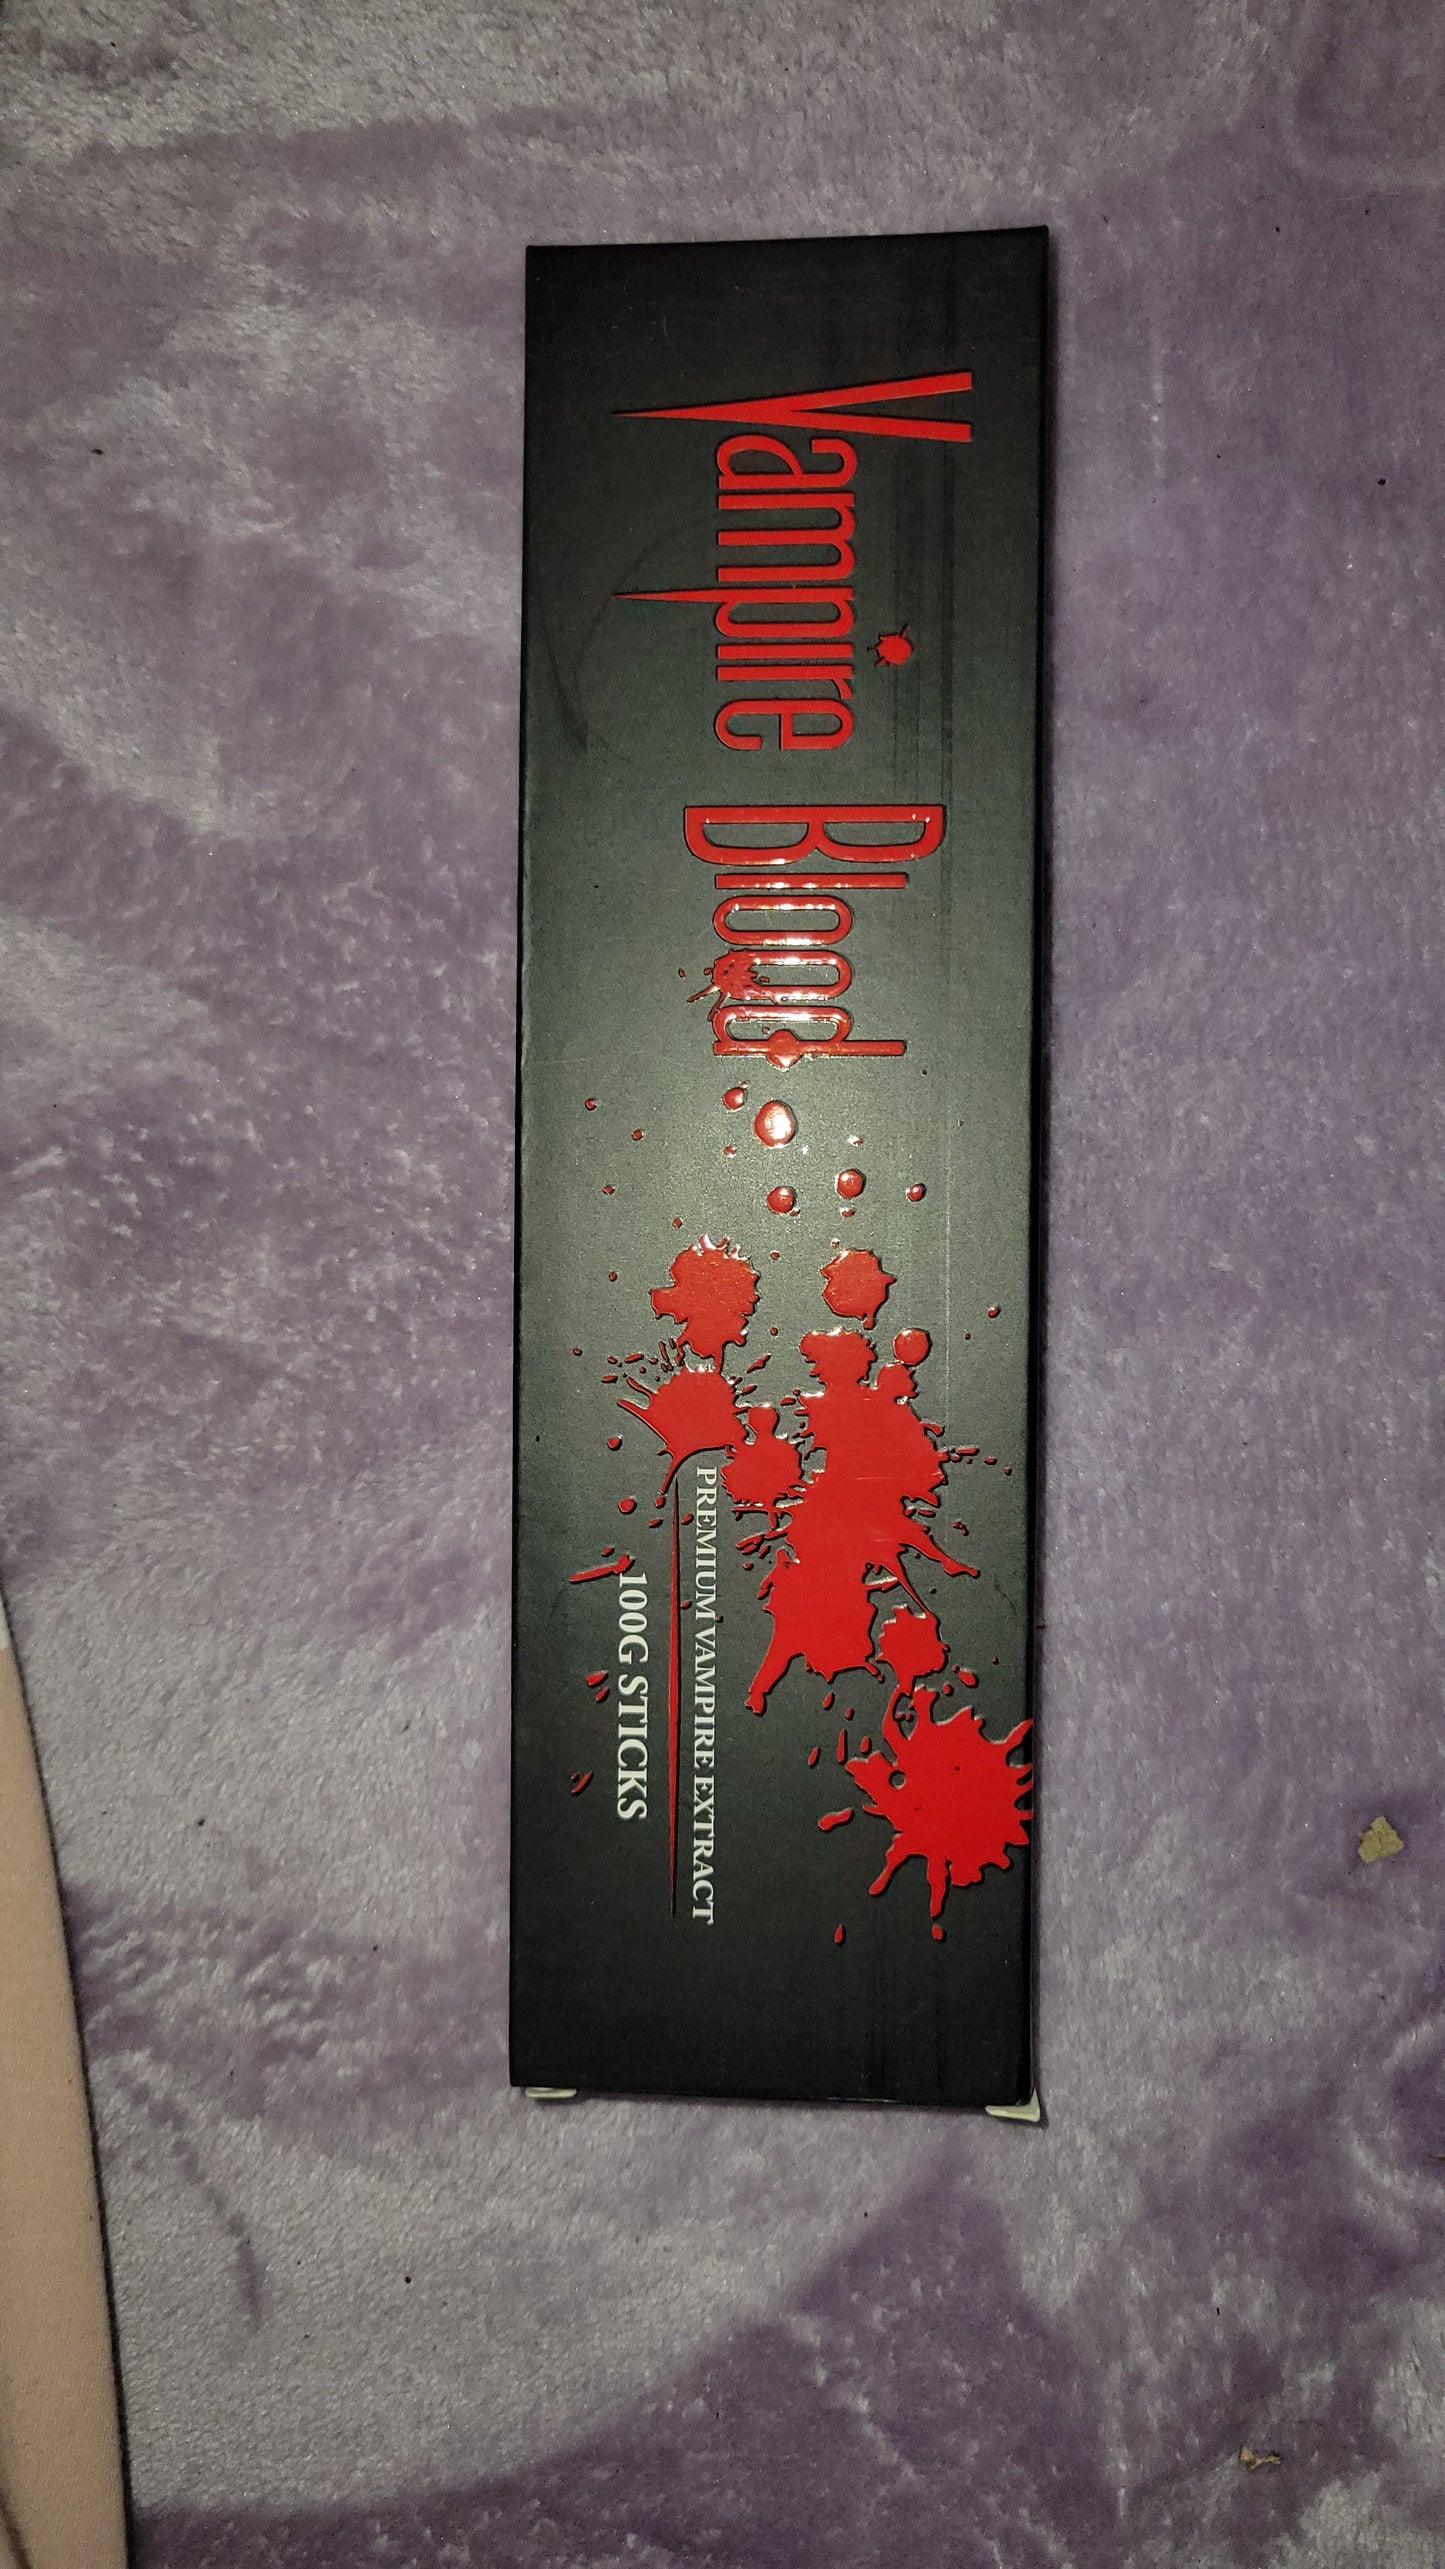 Vampire Blood
PREMIUM VAMPIRE EXTRACT
100G STICKS